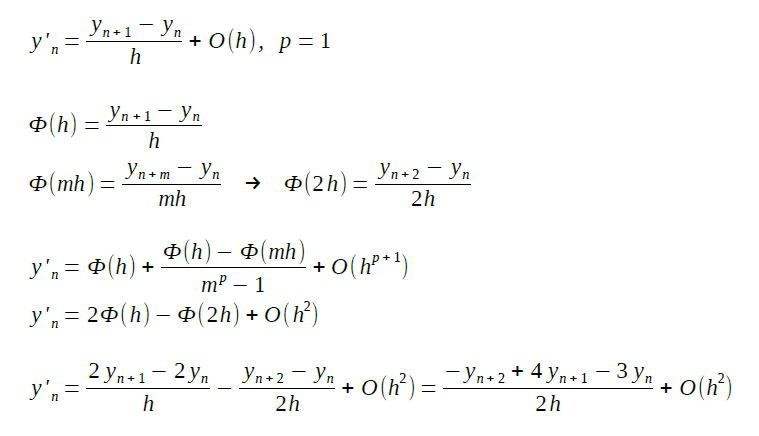 y'ₙ = (yₙ₊₁ − yₙ)/h + O(h), p = 1
Φ(h) = (yₙ₊₁ − yₙ)/h
Φ(mh) = (yₙ₊ₘ − yₙ)/mh → Φ(2h) = (yₙ₊₂ − yₙ)/2h
y'ₙ = Φ(h) + (Φ(h) − Φ(mh))/(mᵖ − 1) + O(hᵖ⁺¹)
y'ₙ = 2Φ(h) − Φ(2h) + O(h²)
y'ₙ = (2yₙ₊₁ − 2yₙ)/h − (yₙ₊₂ − yₙ)/2h + O(h²) = (−yₙ₊₂ + 4yₙ₊₁ − 3yₙ)/2h + O(h²)